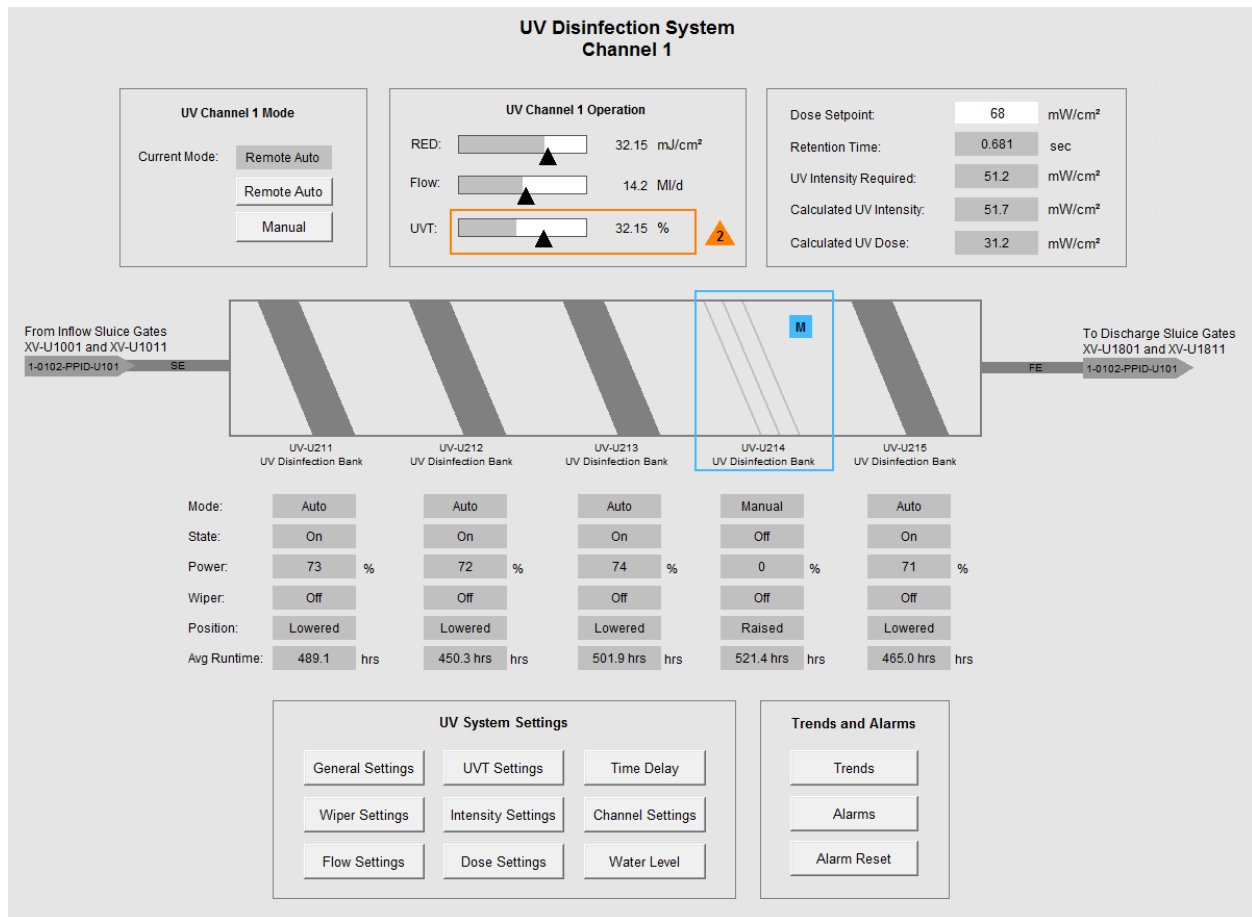 UV Disinfection System
Channel 1
UV Channel 1 Mode
Current Mode: Remote Auto
Remote Auto
Manual
UV Channel 1 Operation
RED: 32.15 mJ/cm²
Flow: 14.2 Ml/d
UVT: 32.15 % 2
Dose Setpoint: 68 mW/cm²
Retention Time: 0.681 sec
UV Intensity Required: 51.2 mW/cm²
Calculated UV Intensity: 51.7 mW/cm²
Calculated UV Dose: 31.2 mW/cm²
From Inflow Sluice Gates
XV-U1001 and XV-U1011
1-0102-PPID-U101 SE
M
To Discharge Sluice Gates
XV-U1801 and XV-U1811
FE 1-0102-PPID-U101
UV-U211 UV-U212 UV-U213 UV-U214 UV-U215
UV Disinfection Bank UV Disinfection Bank UV Disinfection Bank UV Disinfection Bank UV Disinfection Bank
Mode: Auto Auto Auto Manual Auto
State: On On On Off On
Power: 73 % 72 % 74 % 0 % 71 %
Wiper: Off Off Off Off Off
Position: Lowered Lowered Lowered Raised Lowered
Avg Runtime: 489.1 hrs 450.3 hrs hrs 501.9 hrs hrs 521.4 hrs hrs 465.0 hrs hrs
UV System Settings
General Settings UVT Settings Time Delay
Wiper Settings Intensity Settings Channel Settings
Flow Settings Dose Settings Water Level
Trends and Alarms
Trends
Alarms
Alarm Reset